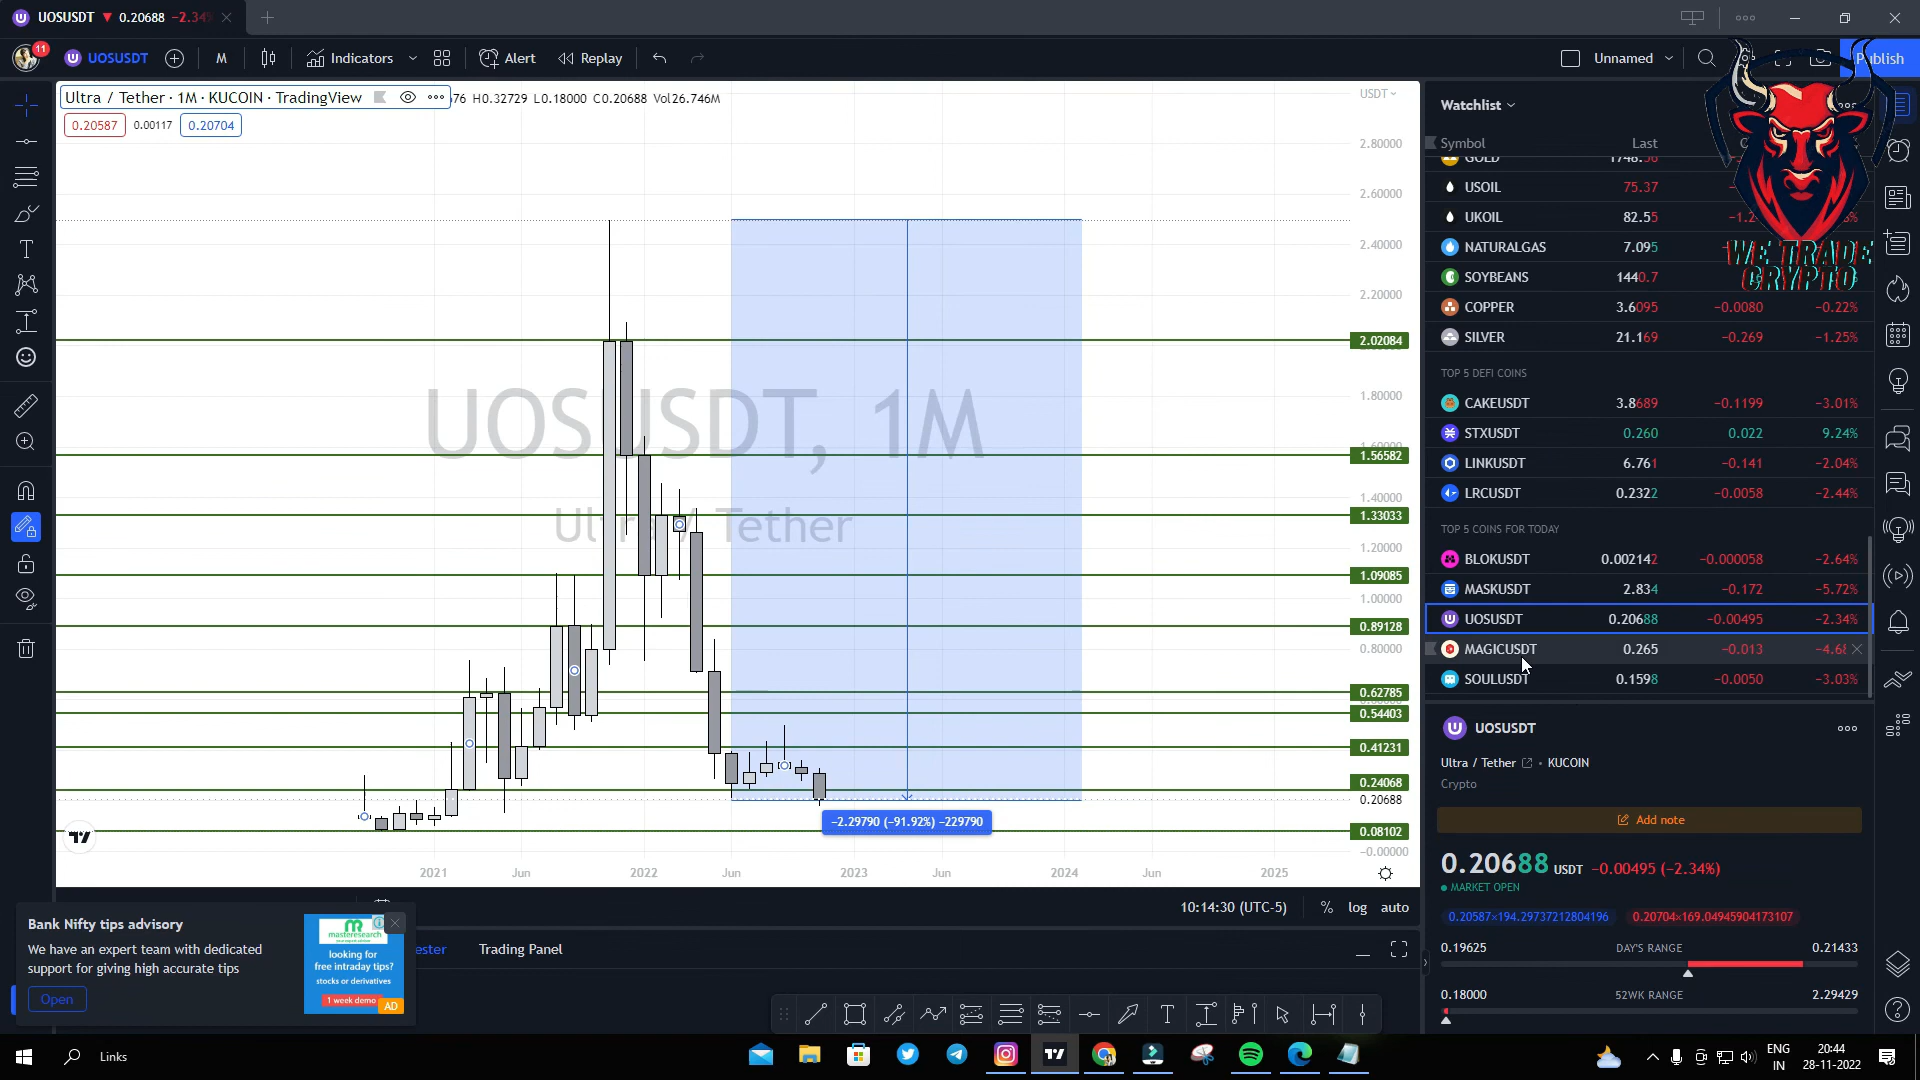 UOSUSDT ▼ 0.20688 −2.34%
11
UOSUSDT
M
Indicators
Alert
Replay
Unnamed
Publish
Ultra / Tether · 1M · KUCOIN · TradingView
H0.32729 L0.18000 C0.20688 Vol26.746M
0.20587
0.00117
0.20704
UOSUSDT, 1M
Ultra / Tether
USDT
2.80000
2.60000
2.40000
2.20000
2.02084
1.80000
1.60000
1.56582
1.40000
1.33033
1.20000
1.09085
1.00000
0.89128
0.80000
0.62785
0.54403
0.41231
0.24068
0.20688
0.08102
−0.00000
−2.29790 (−91.92%) −229790
2021
Jun
2022
Jun
2023
Jun
2024
Jun
2025
10:14:30 (UTC-5)
%
log
auto
Trading Panel
Bank Nifty tips advisory
We have an expert team with dedicated
support for giving high accurate tips
Open
masteresearch
looking for
free intraday tips?
stocks or derivatives
1 week demo
AD
Watchlist
Symbol
Last
GOLD
USOIL 75.37
UKOIL 82.55
NATURALGAS 7.095
SOYBEANS 1440.7
COPPER 3.6095 −0.0080 −0.22%
SILVER 21.169 −0.269 −1.25%
WE TRADE
CRYPTO
TOP 5 DEFI COINS
CAKEUSDT 3.8689 −0.1199 −3.01%
STXUSDT 0.260 0.022 9.24%
LINKUSDT 6.761 −0.141 −2.04%
LRCUSDT 0.2322 −0.0058 −2.44%
TOP 5 COINS FOR TODAY
BLOKUSDT 0.002142 −0.000058 −2.64%
MASKUSDT 2.834 −0.172 −5.72%
UOSUSDT 0.20688 −0.00495 −2.34%
MAGICUSDT 0.265 −0.013
SOULUSDT 0.1598 −0.0050 −3.03%
UOSUSDT
Ultra / Tether • KUCOIN
Crypto
Add note
0.20688 USDT −0.00495 (−2.34%)
MARKET OPEN
0.20587×194.29737212804196
0.20704×169.04945904173107
0.19625 DAY'S RANGE 0.21433
0.18000 52WK RANGE 2.29429
Links
ENG
IN
20:44
28-11-2022